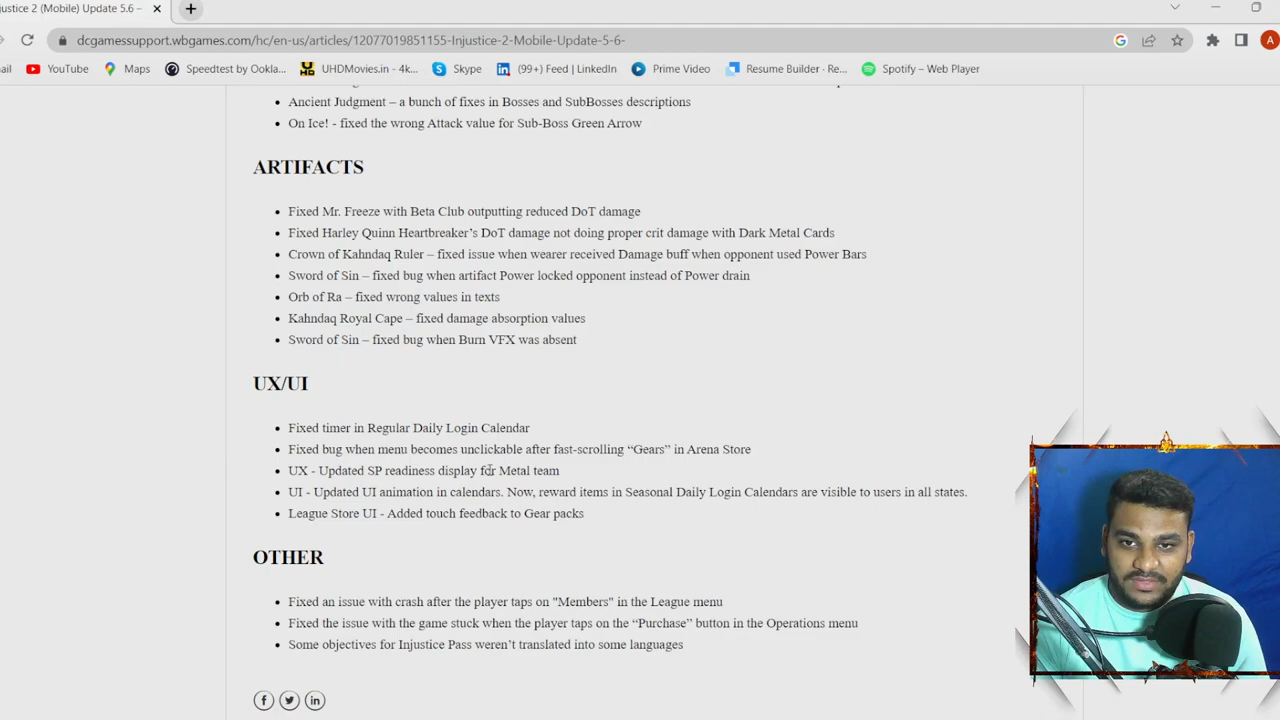 justice 2 (Mobile) Update 5.6 –
dcgamessupport.wbgames.com/hc/en-us/articles/12077019851155-Injustice-2-Mobile-Update-5-6-
ail YouTube Maps Speedtest by Ookla... UHDMovies.in - 4k... Skype (99+) Feed | LinkedIn Prime Video Resume Builder · Re... Spotify – Web Player
Ancient Judgment – a bunch of fixes in Bosses and SubBosses descriptions
On Ice! - fixed the wrong Attack value for Sub-Boss Green Arrow
ARTIFACTS
Fixed Mr. Freeze with Beta Club outputting reduced DoT damage
Fixed Harley Quinn Heartbreaker’s DoT damage not doing proper crit damage with Dark Metal Cards
Crown of Kahndaq Ruler – fixed issue when wearer received Damage buff when opponent used Power Bars
Sword of Sin – fixed bug when artifact Power locked opponent instead of Power drain
Orb of Ra – fixed wrong values in texts
Kahndaq Royal Cape – fixed damage absorption values
Sword of Sin – fixed bug when Burn VFX was absent
UX/UI
Fixed timer in Regular Daily Login Calendar
Fixed bug when menu becomes unclickable after fast-scrolling “Gears” in Arena Store
UX - Updated SP readiness display for Metal team
UI - Updated UI animation in calendars. Now, reward items in Seasonal Daily Login Calendars are visible to users in all states.
League Store UI - Added touch feedback to Gear packs
OTHER
Fixed an issue with crash after the player taps on "Members" in the League menu
Fixed the issue with the game stuck when the player taps on the “Purchase” button in the Operations menu
Some objectives for Injustice Pass weren’t translated into some languages